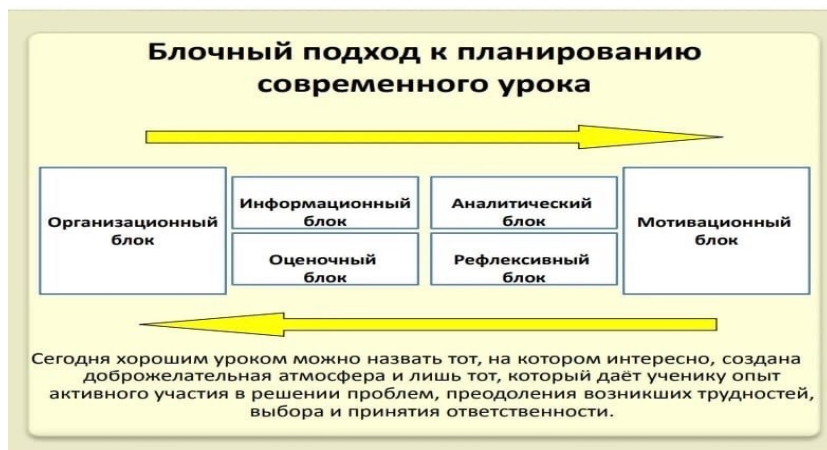 Блочный подход к планированию
современного урока
Организационный
блок
Информационный
блок
Аналитический
блок
Мотивационный
блок
Оценочный
блок
Рефлексивный
блок
Сегодня хорошим уроком можно назвать тот, на котором интересно, создана
доброжелательная атмосфера и лишь тот, который даёт ученику опыт
активного участия в решении проблем, преодоления возникших трудностей,
выбора и принятия ответственности.